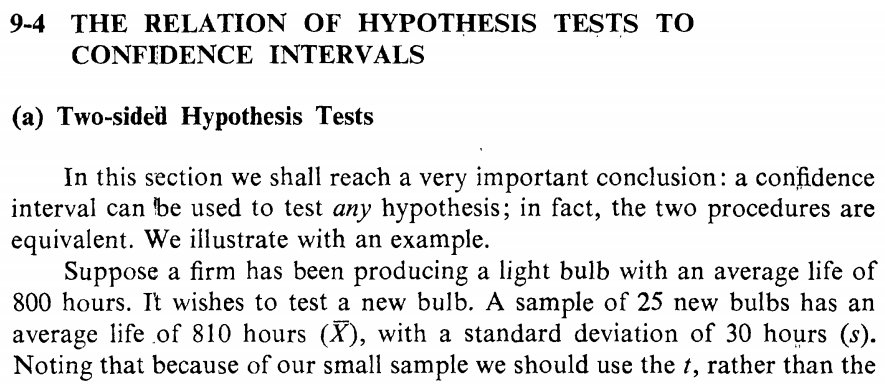 9-4 THE RELATION OF HYPOTHESIS TESTS TO
CONFIDENCE INTERVALS
(a) Two-sided Hypothesis Tests
In this section we shall reach a very important conclusion: a confidence
interval can be used to test any hypothesis; in fact, the two procedures are
equivalent. We illustrate with an example.
Suppose a firm has been producing a light bulb with an average life of
800 hours. It wishes to test a new bulb. A sample of 25 new bulbs has an
average life of 810 hours (X̄), with a standard deviation of 30 hours (s).
Noting that because of our small sample we should use the t, rather than the